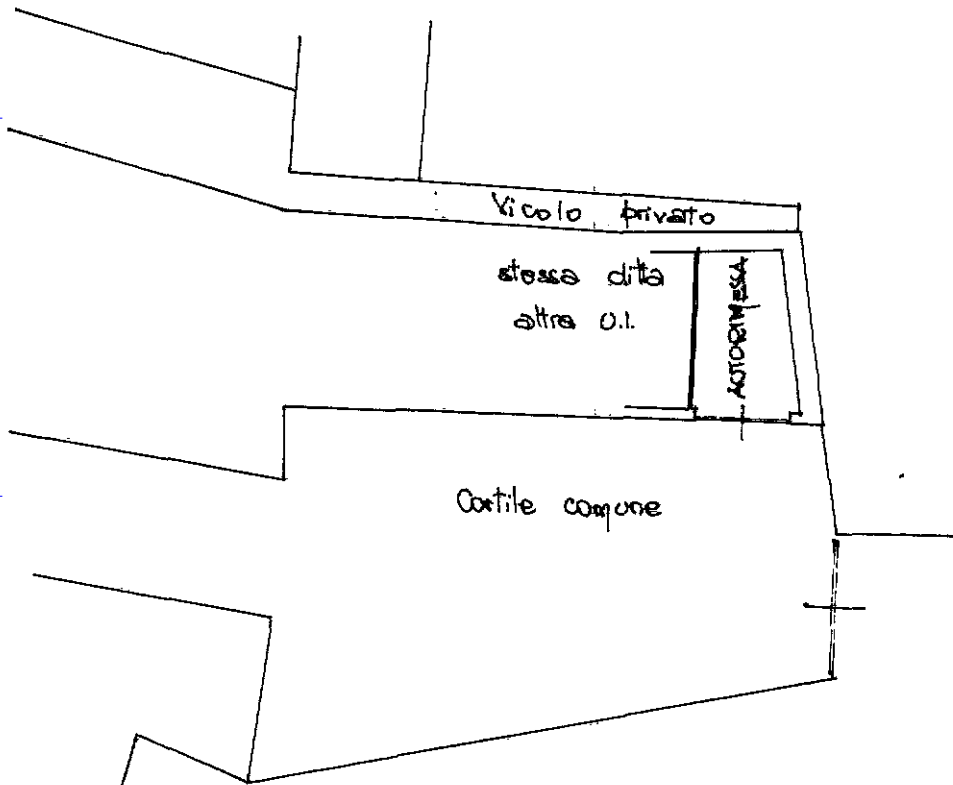 Vicolo privato
stessa ditta
altra U.I.
AUTORIMESSA
Cortile comune